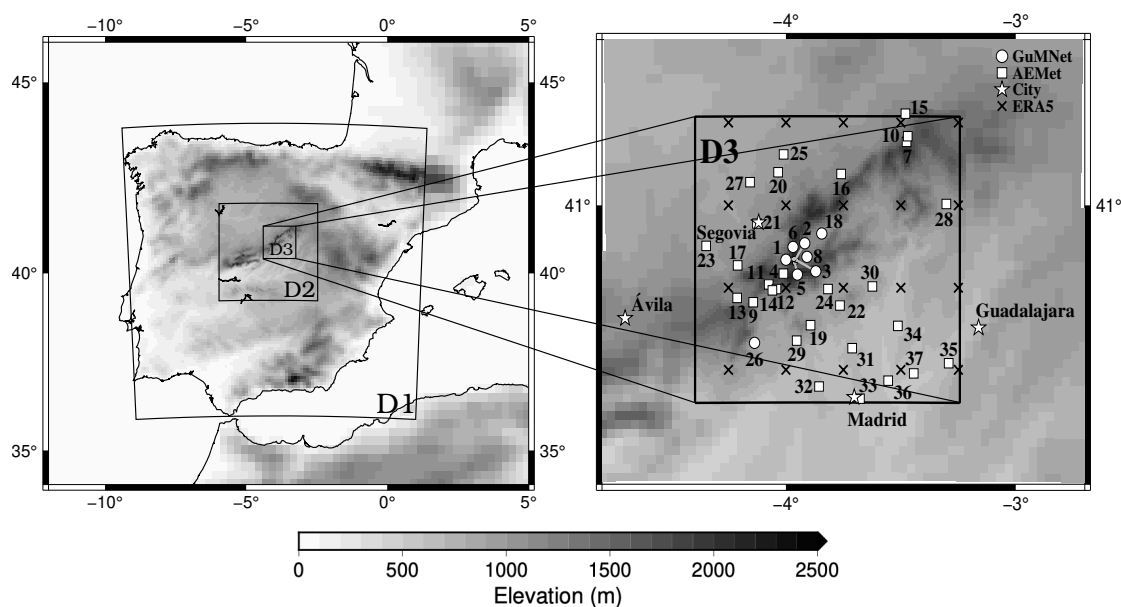 −10° −5° 0° 5°
45° 45°
40° 40°
35° 35°
−10° −5° 0° 5°
D1
D2
D3
−4° −3°
GuMNet
AEMet
City
ERA5
D3
15
10
7
25
20
27
16
41° 41°
28
21
Segovia
18
2
6
1
8
23
17
11
4
3
5
30
12
14
24
13
9
22
Ávila
Guadalajara
19
34
26
29
31
37
35
32
33
36
Madrid
−4° −3°
0 500 1000 1500 2000 2500
Elevation (m)